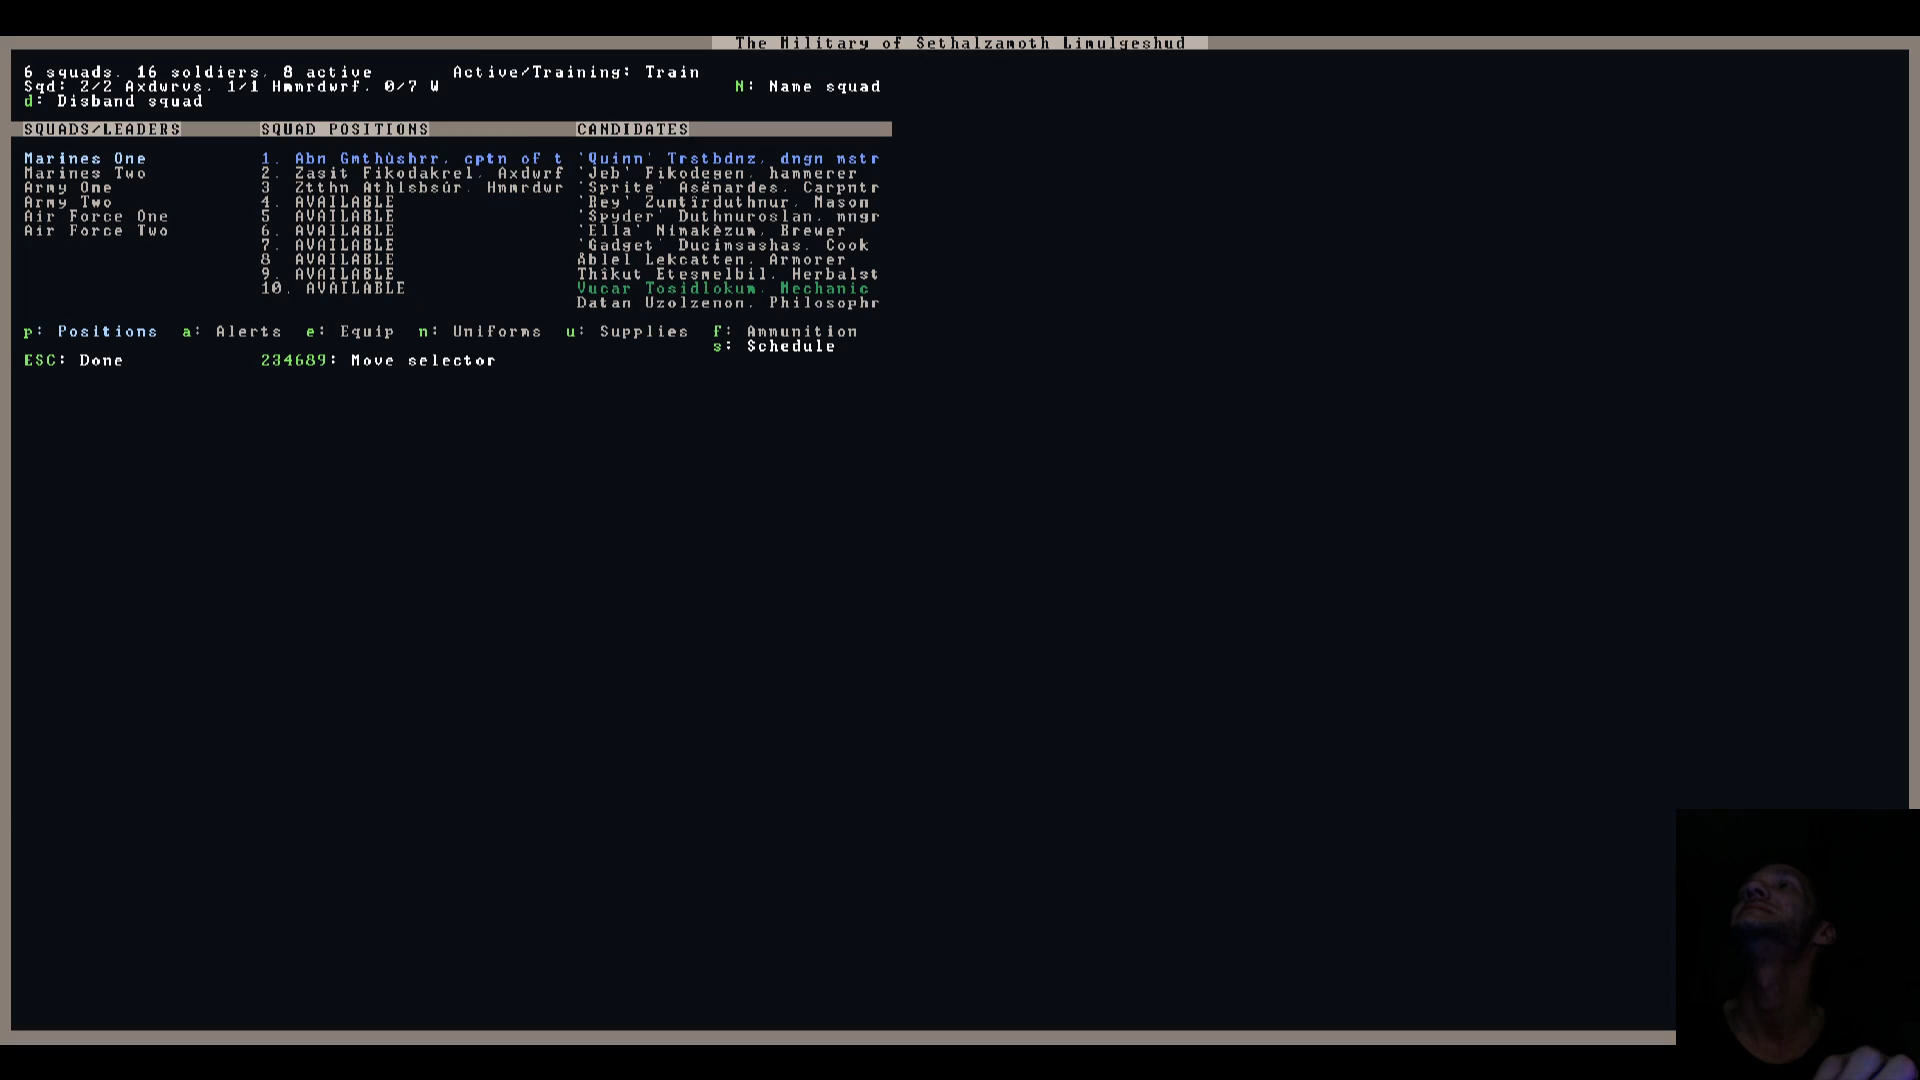 The Military of Sethalzamoth Limulgeshud
6 squads. 16 soldiers. 8 active Active/Training: Train
Sqd: 2/2 Axdwrvs. 1/1 Hmmrdwrf. 0/7 W N: Name squad
d: Disband squad
SQUADS/LEADERS SQUAD POSITIONS CANDIDATES
Marines One 1. Abn Gmthùshrr, cptn of t 'Quinn' Trstbdnz, dngn mstr
Marines Two 2. Zasit Fikodakrel, Axdwrf 'Jeb' Fikodegen, hammerer
Army One 3 Ztthn Athlsbsúr. Hmmrdwr 'Sprite' Asënardes. Carpntr
Army Two 4. AVAILABLE 'Rey' Zuntîrduthnur. Mason
Air Force One 5 AVAILABLE 'Spyder' Duthnuroslan. mngr
Air Force Two 6. AVAILABLE 'Ella' Nimakèzum, Brewer
7. AVAILABLE 'Gadget' Ducimsashas. Cook
8 AVAILABLE Åblel Lekcatten. Armorer
9. AVAILABLE Thîkut Etesmelbil. Herbalst
10. AVAILABLE Vucar Tosidlokum. Mechanic
Datan Uzolzenon. Philosophr
p: Positions a: Alerts e: Equip n: Uniforms u: Supplies f: Ammunition
s: Schedule
ESC: Done 234689: Move selector